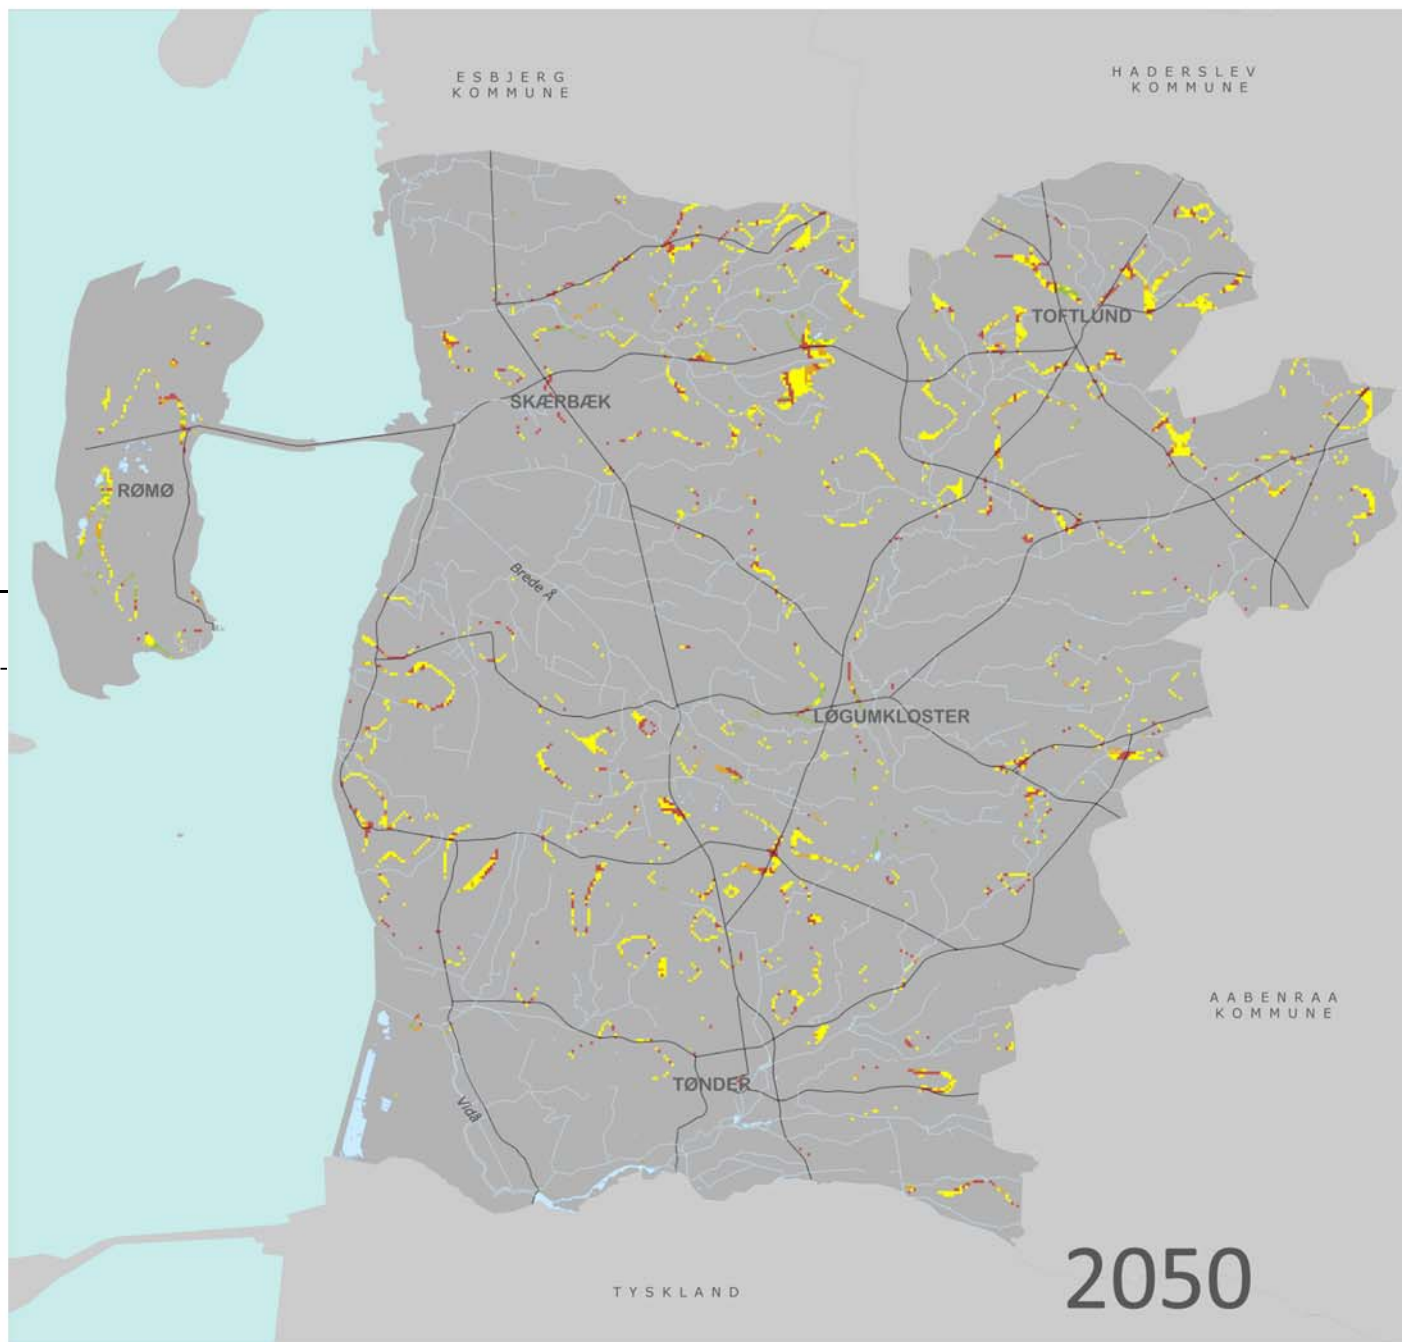 ESBJERG
KOMMUNE
HADERSLEV
KOMMUNE
TOFTLUND
SKÆRBÆK
RØMØ
Brede Å
LØGUMKLOSTER
AABENRAA
KOMMUNE
TØNDER
Vidå
2050
TYSKLAND